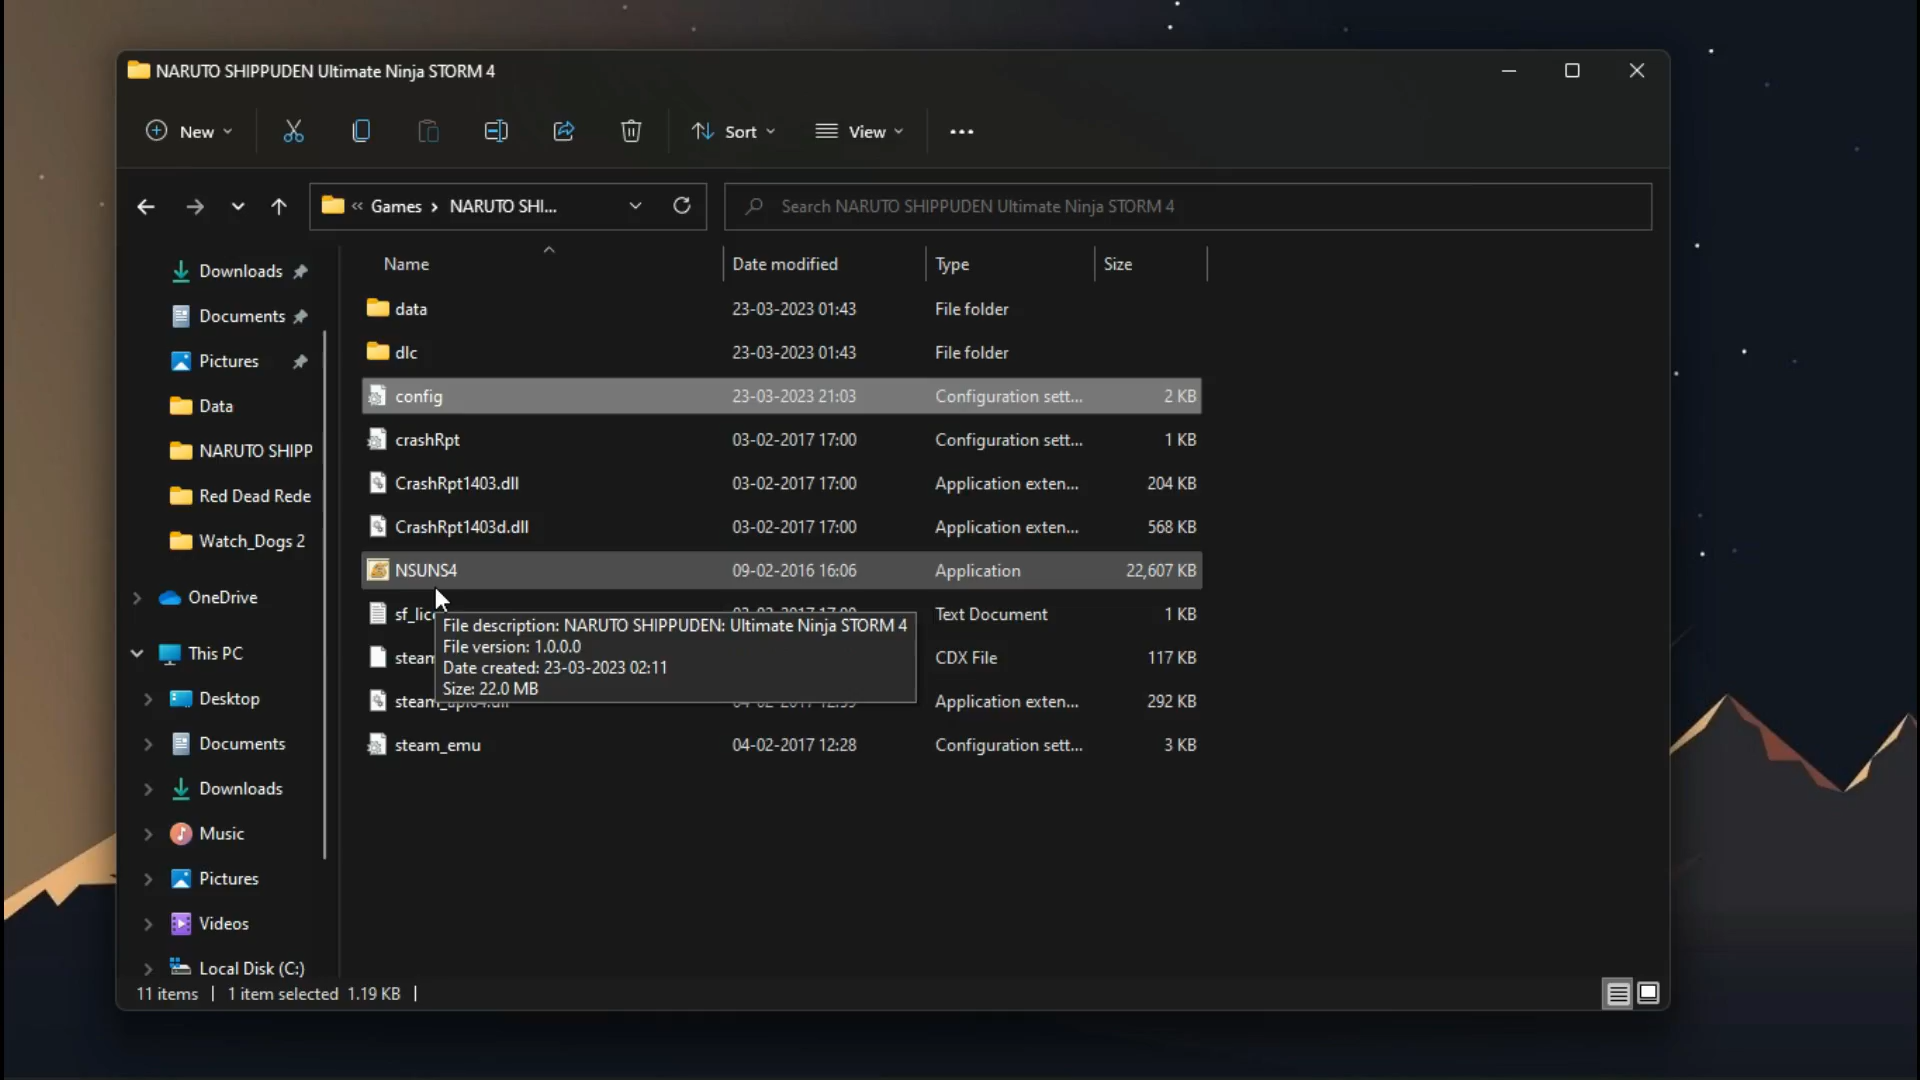 NARUTO SHIPPUDEN Ultimate Ninja STORM 4
New Sort View
« Games > NARUTO SHI... Search NARUTO SHIPPUDEN Ultimate Ninja STORM 4
Name Date modified Type Size
Downloads
Documents
Pictures
Data
NARUTO SHIPP
Red Dead Rede
Watch_Dogs 2
OneDrive
This PC
Desktop
Documents
Downloads
Music
Pictures
Videos
Local Disk (C:)
data 23-03-2023 01:43 File folder
dlc 23-03-2023 01:43 File folder
config 23-03-2023 21:03 Configuration sett... 2 KB
crashRpt 03-02-2017 17:00 Configuration sett... 1 KB
CrashRpt1403.dll 03-02-2017 17:00 Application exten... 204 KB
CrashRpt1403d.dll 03-02-2017 17:00 Application exten... 568 KB
NSUNS4 09-02-2016 16:06 Application 22,607 KB
Text Document 1 KB
CDX File 117 KB
Application exten... 292 KB
steam_emu 04-02-2017 12:28 Configuration sett... 3 KB
File description: NARUTO SHIPPUDEN: Ultimate Ninja STORM 4
File version: 1.0.0.0
Date created: 23-03-2023 02:11
Size: 22.0 MB
11 items 1 item selected 1.19 KB